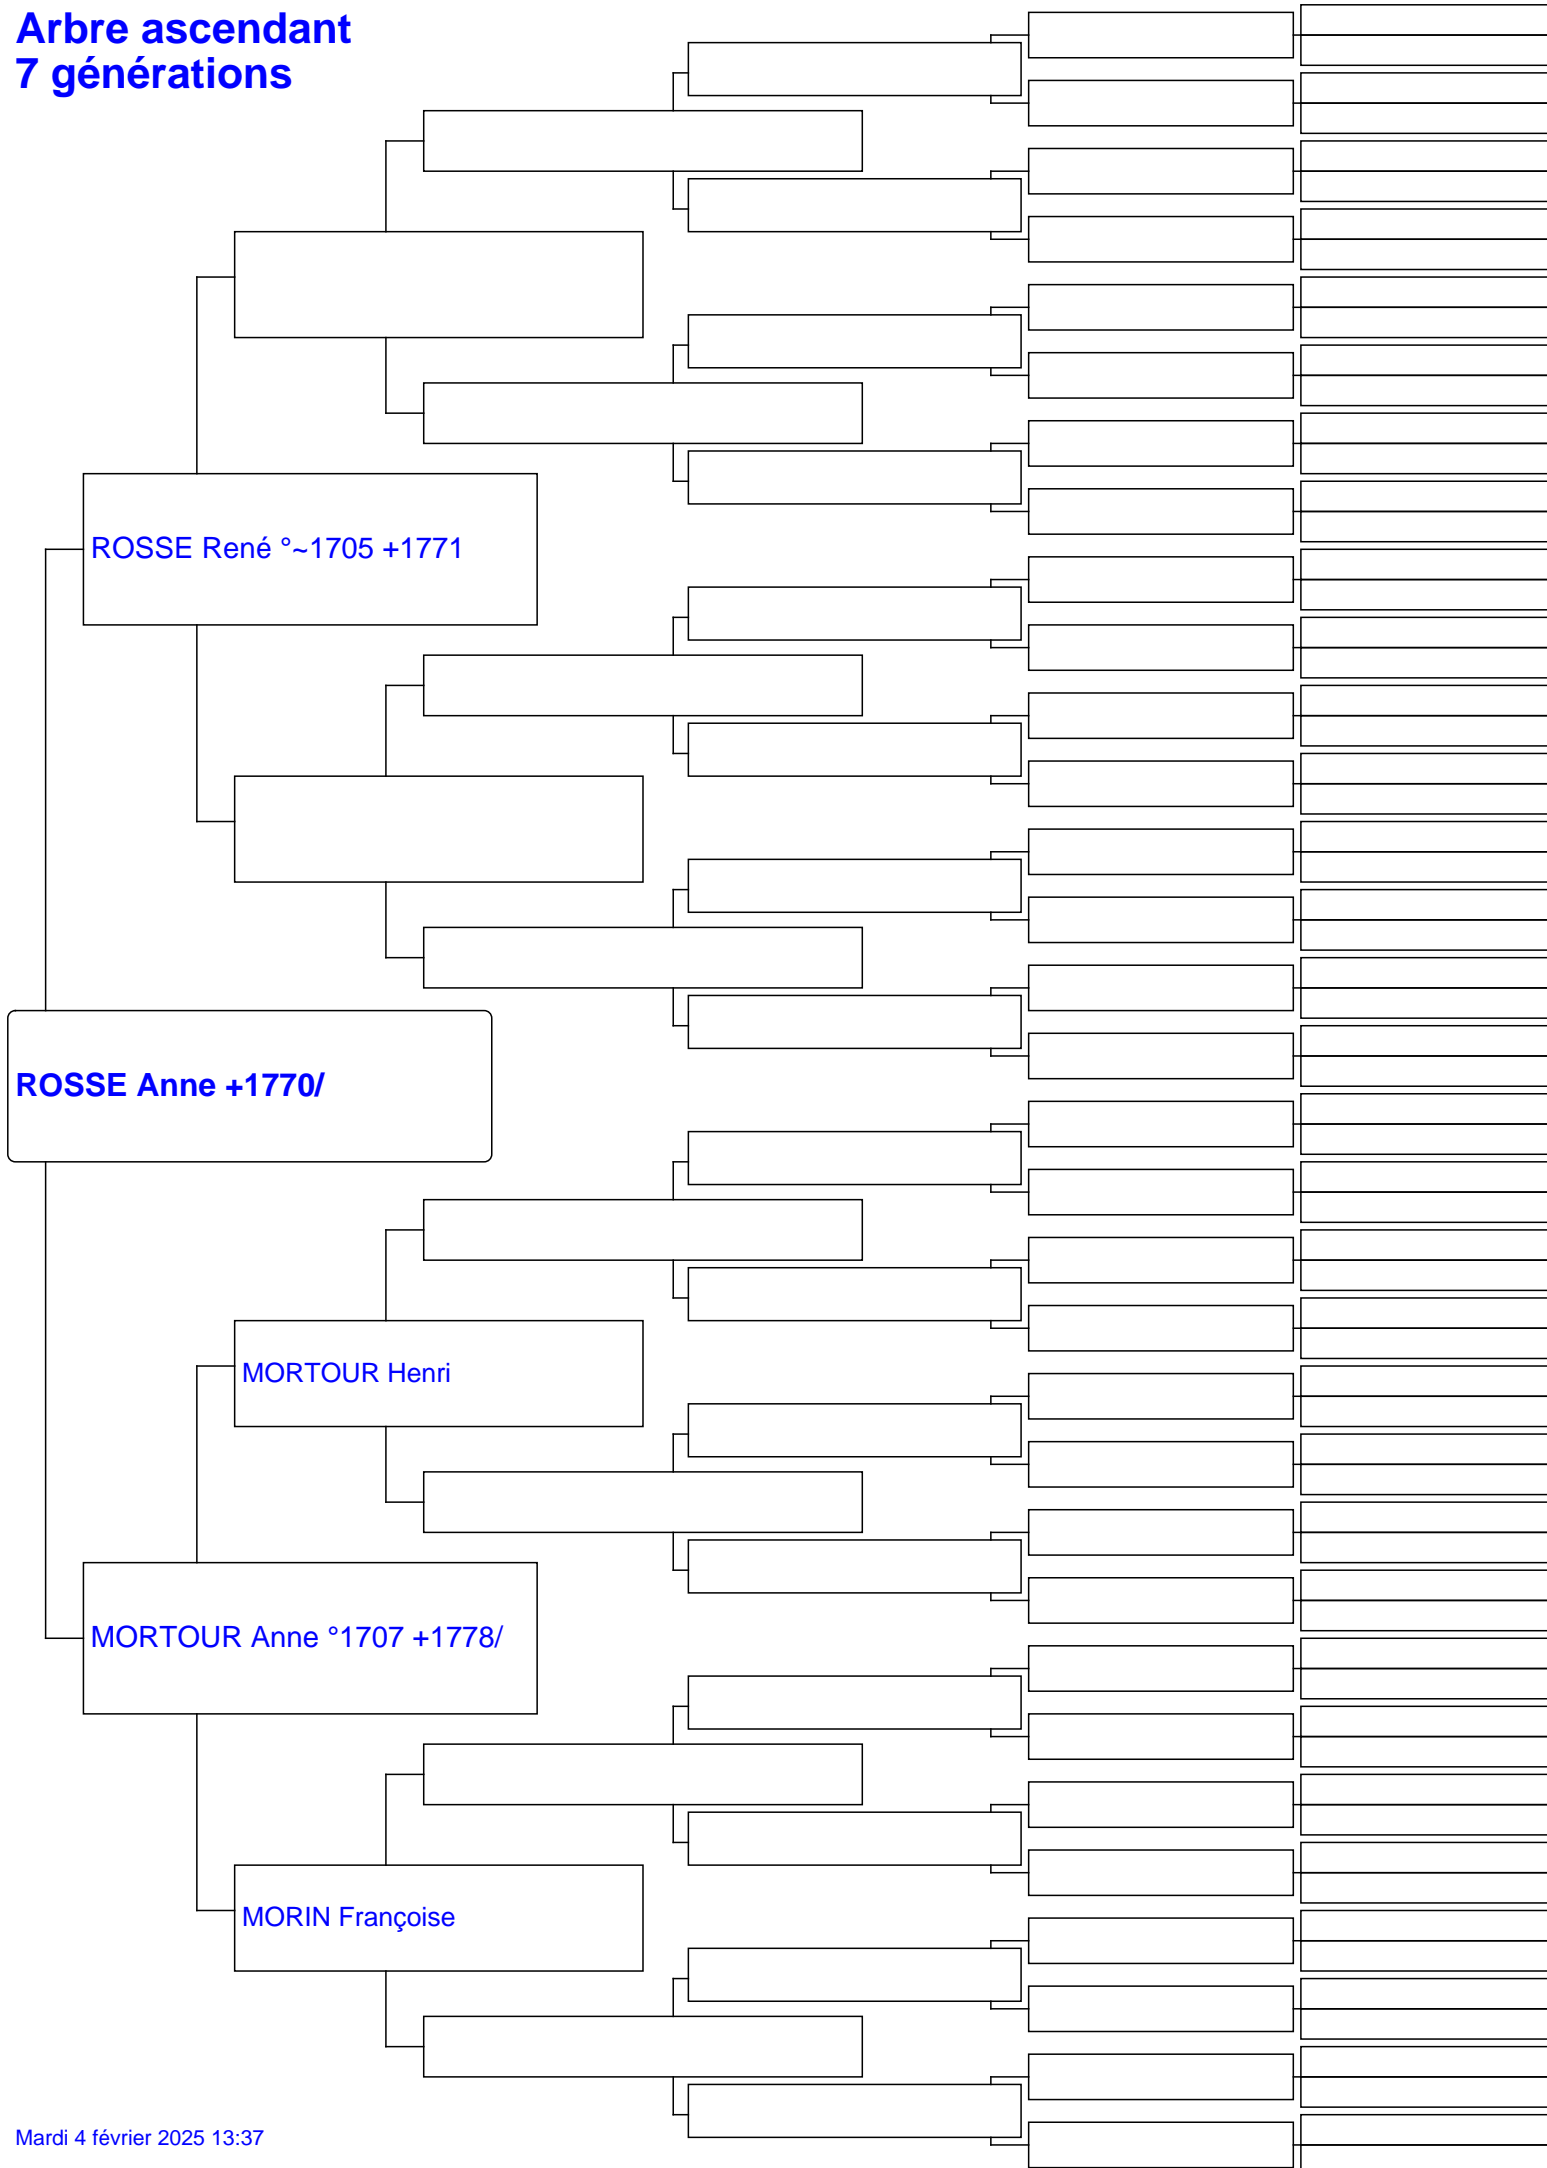 Arbre ascendant
7 générations
ROSSE René °~1705 +1771
ROSSE Anne +1770/
MORTOUR Henri
MORTOUR Anne °1707 +1778/
MORIN Françoise
Mardi 4 février 2025 13:37